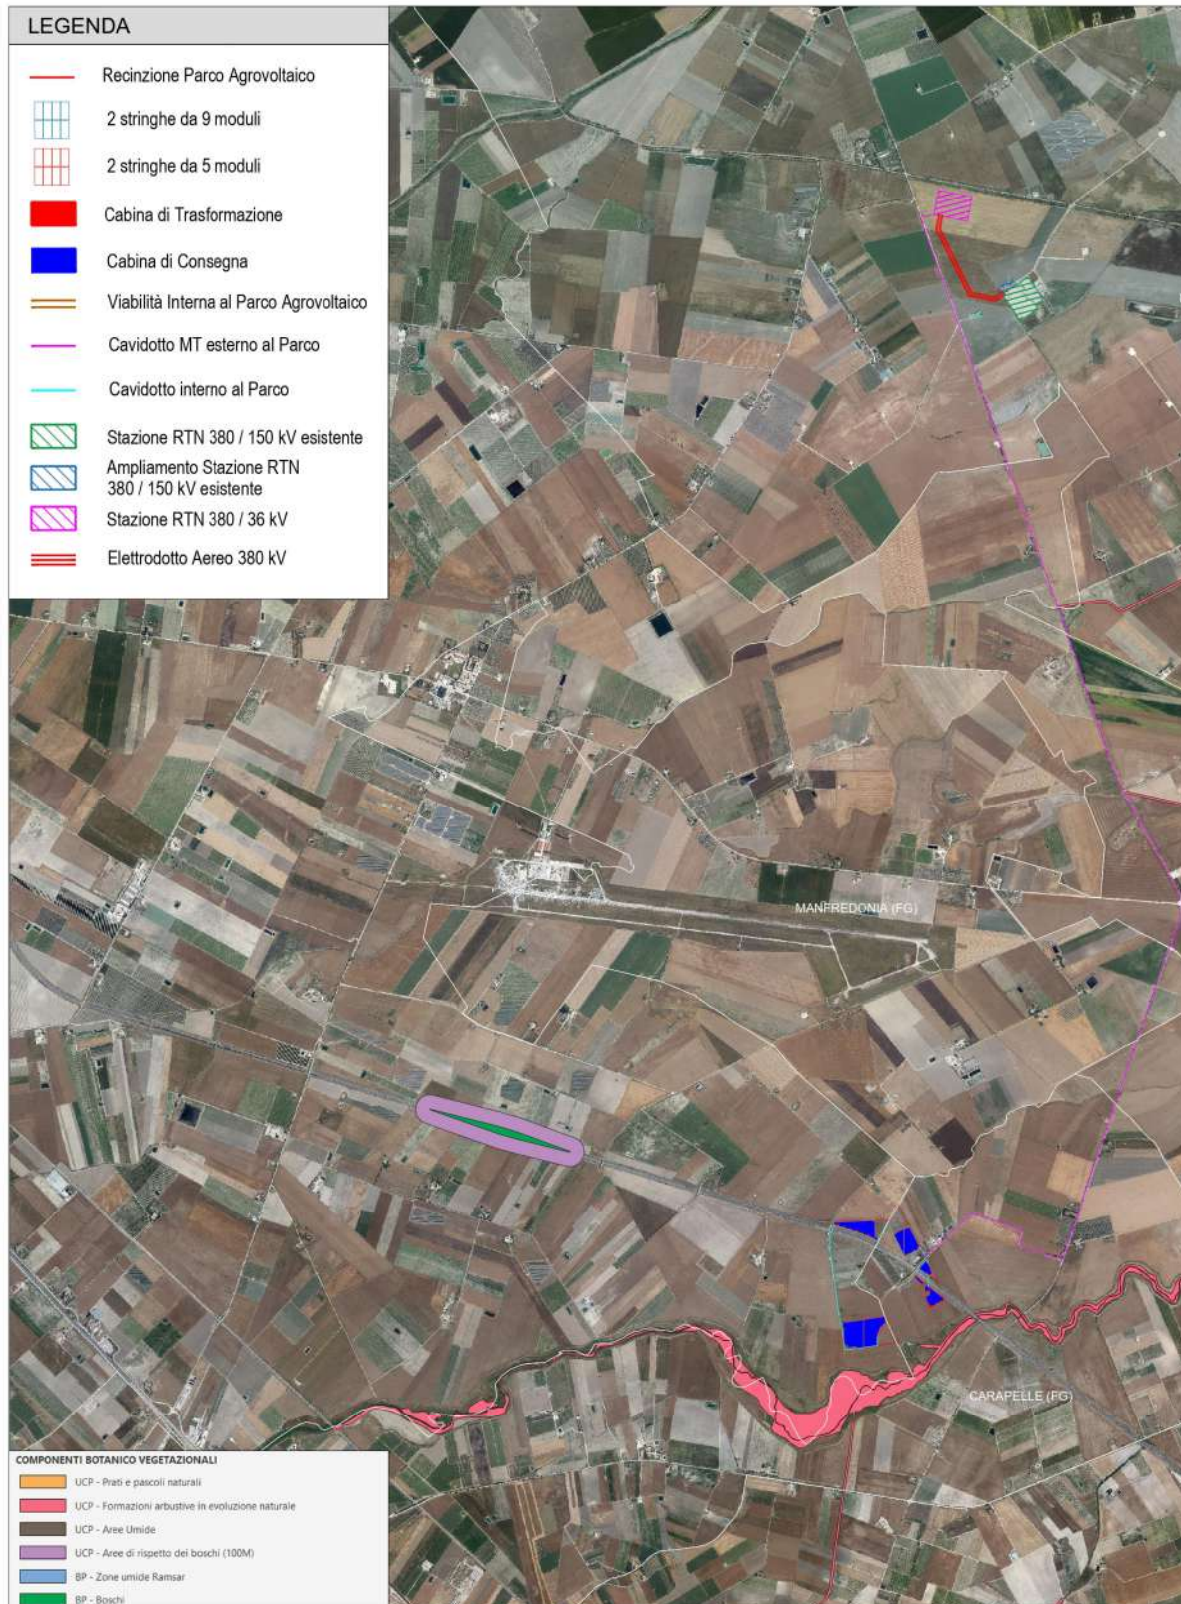 LEGENDA
Recinzione Parco Agrovoltaico
2 stringhe da 9 moduli
2 stringhe da 5 moduli
Cabina di Trasformazione
Cabina di Consegna
Viabilità Interna al Parco Agrovoltaico
Cavidotto MT esterno al Parco
Cavidotto interno al Parco
Stazione RTN 380 / 150 kV esistente
Ampliamento Stazione RTN
380 / 150 kV esistente
Stazione RTN 380 / 36 kV
Elettrodotto Aereo 380 kV
MANFREDONIA (FG)
CARAPELLE (FG)
COMPONENTI BOTANICO VEGETAZIONALI
UCP - Prati e pascoli naturali
UCP - Formazioni arbustive in evoluzione naturale
UCP - Aree Umide
UCP - Aree di rispetto dei boschi (100M)
BP - Zone umide Ramsar
BP - Boschi